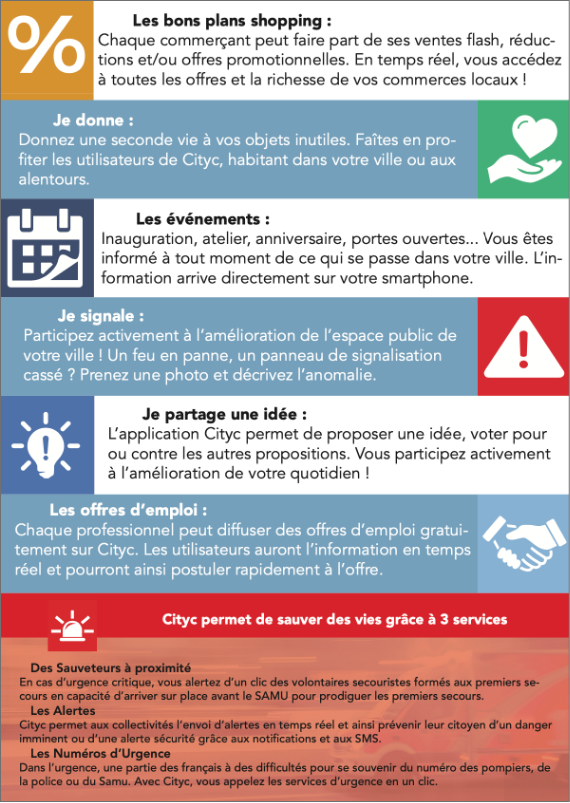 %
Les bons plans shopping :
Chaque commerçant peut faire part de ses ventes flash, réduc-
tions et/ou offres promotionnelles. En temps réel, vous accédez
à toutes les offres et la richesse de vos commerces locaux !
Je donne :
Donnez une seconde vie à vos objets inutiles. Faîtes en pro-
fiter les utilisateurs de Cityc, habitant dans votre ville ou aux
alentours.
Les événements :
Inauguration, atelier, anniversaire, portes ouvertes... Vous êtes
informé à tout moment de ce qui se passe dans votre ville. L'in-
formation arrive directement sur votre smartphone.
Je signale :
Participez activement à l'amélioration de l'espace public de
votre ville ! Un feu en panne, un panneau de signalisation
cassé ? Prenez une photo et décrivez l'anomalie.
Je partage une idée :
L'application Cityc permet de proposer une idée, voter pour
ou contre les autres propositions. Vous participez activement
à l'amélioration de votre quotidien !
Les offres d'emploi :
Chaque professionnel peut diffuser des offres d'emploi gratui-
tement sur Cityc. Les utilisateurs auront l'information en temps
réel et pourront ainsi postuler rapidement à l'offre.
Cityc permet de sauver des vies grâce à 3 services
Des Sauveteurs à proximité
En cas d'urgence critique, vous alertez d'un clic des volontaires secouristes formés aux premiers se-
cours en capacité d'arriver sur place avant le SAMU pour prodiguer les premiers secours.
Les Alertes
Cityc permet aux collectivités l'envoi d'alertes en temps réel et ainsi prévenir leur citoyen d'un danger
imminent ou d'une alerte sécurité grâce aux notifications et aux SMS.
Les Numéros d'Urgence
Dans l'urgence, une partie des français à des difficultés pour se souvenir du numéro des pompiers, de
la police ou du Samu. Avec Cityc, vous appelez les services d'urgence en un clic.